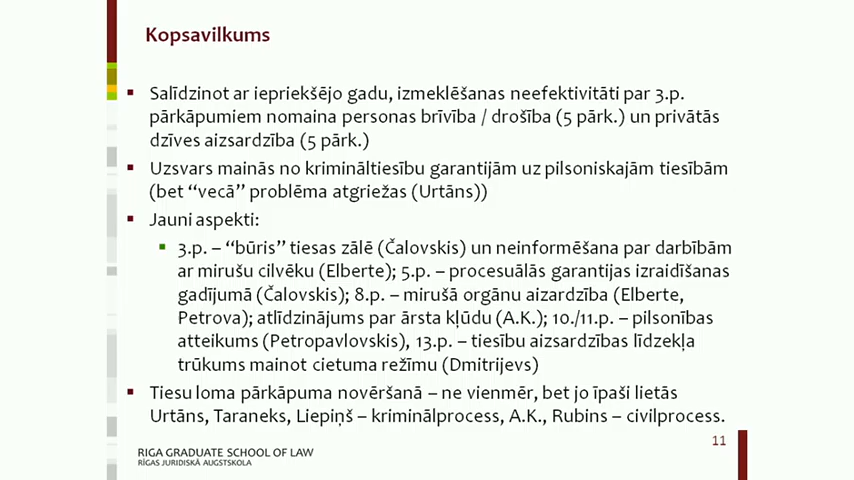 Kopsavilkums
Salīdzinot ar iepriekšējo gadu, izmeklēšanas neefektivitāti par 3.p.
pārkāpumiem nomaina personas brīvība / drošība (5 pārk.) un privātās
dzīves aizsardzība (5 pārk.)
Uzsvars mainās no krimināltiesību garantijām uz pilsoniskajām tiesībām
(bet “vecā” problēma atgriežas (Urtāns))
Jauni aspekti:
3.p. – “būris” tiesas zālē (Čalovskis) un neinformēšana par darbībām
ar mirušu cilvēku (Elberte); 5.p. – procesuālās garantijas izraidīšanas
gadījumā (Čalovskis); 8.p. – mirušā orgānu aizardzība (Elberte,
Petrova); atlīdzinājums par ārsta kļūdu (A.K.); 10./11.p. – pilsonības
atteikums (Petropavlovskis), 13.p. – tiesību aizsardzības līdzekļa
trūkums mainot cietuma režīmu (Dmitrijevs)
Tiesu loma pārkāpuma novēršanā – ne vienmēr, bet jo īpaši lietās
Urtāns, Taraneks, Liepiņš – kriminālprocess, A.K., Rubins – civilprocess.
11
RIGA GRADUATE SCHOOL OF LAW
RĪGAS JURIDISKĀ AUGSTSKOLA